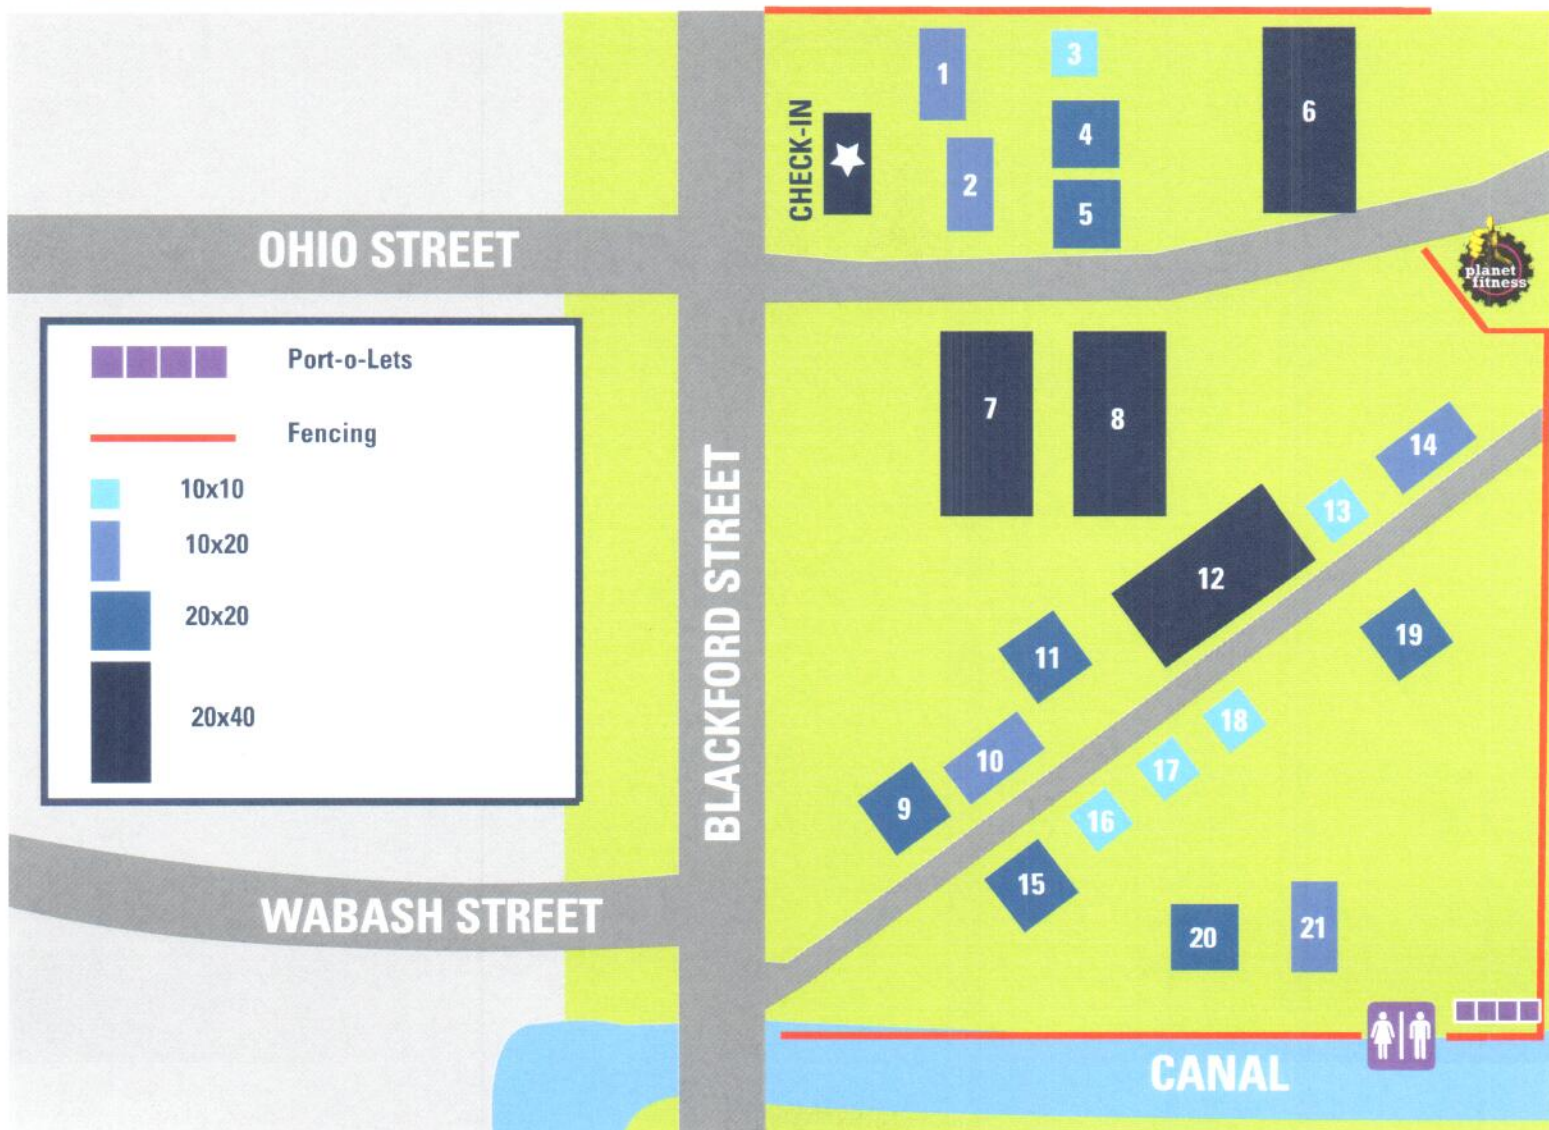 1
3
6
CHECK-IN
4
2
5
OHIO STREET
planet
fitness
Port-o-Lets
Fencing
10x10
10x20
20x20
20x40
BLACKFORD STREET
7
8
14
13
12
11
19
18
10
17
9
16
15
20
21
WABASH STREET
CANAL